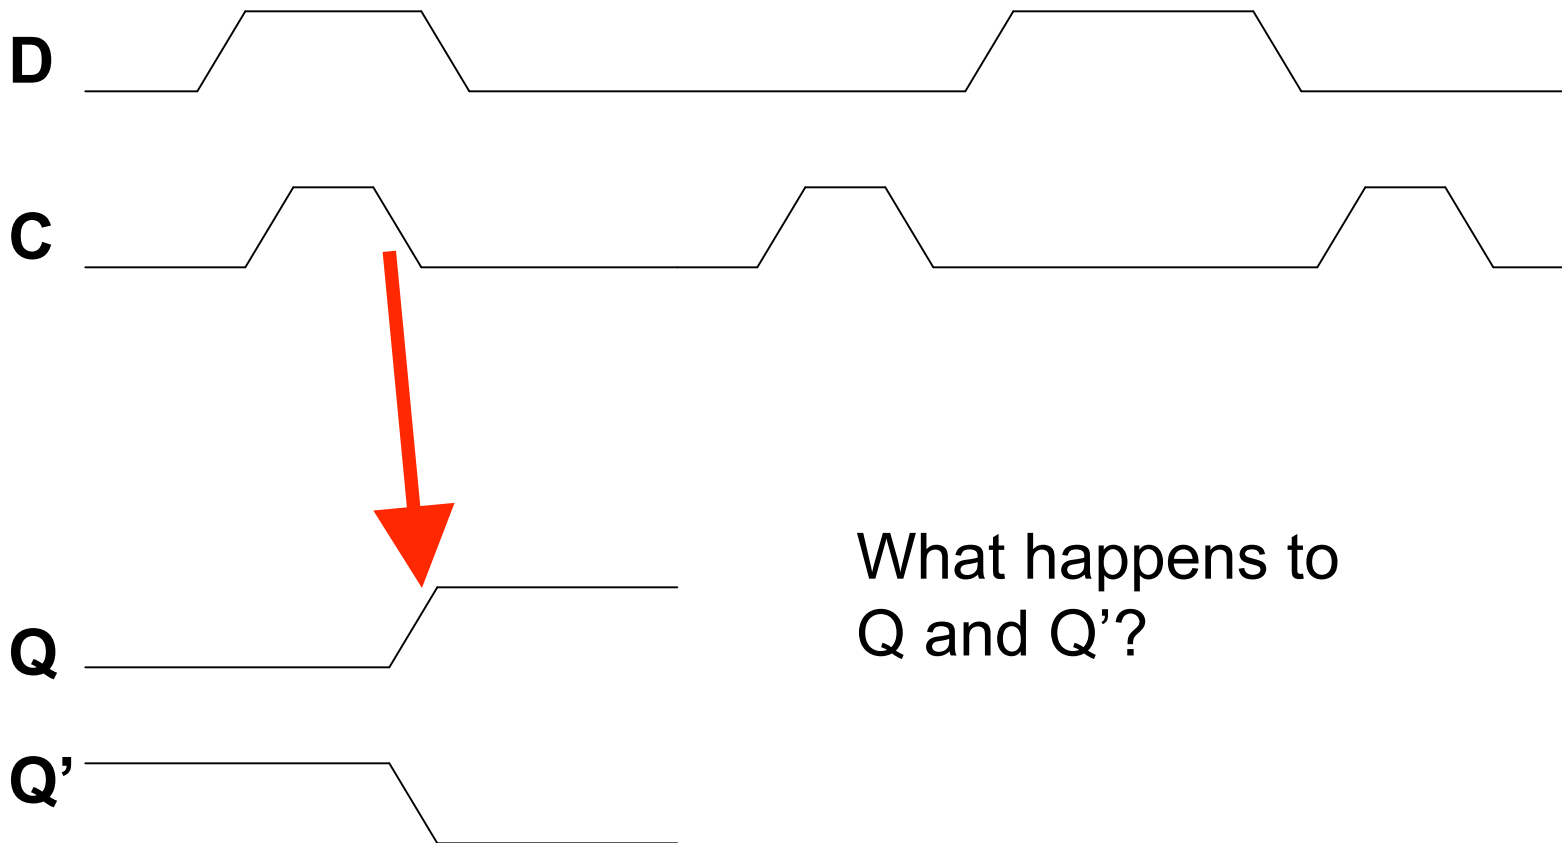 D
C
What happens to
Q and Q’?
Q
Q’